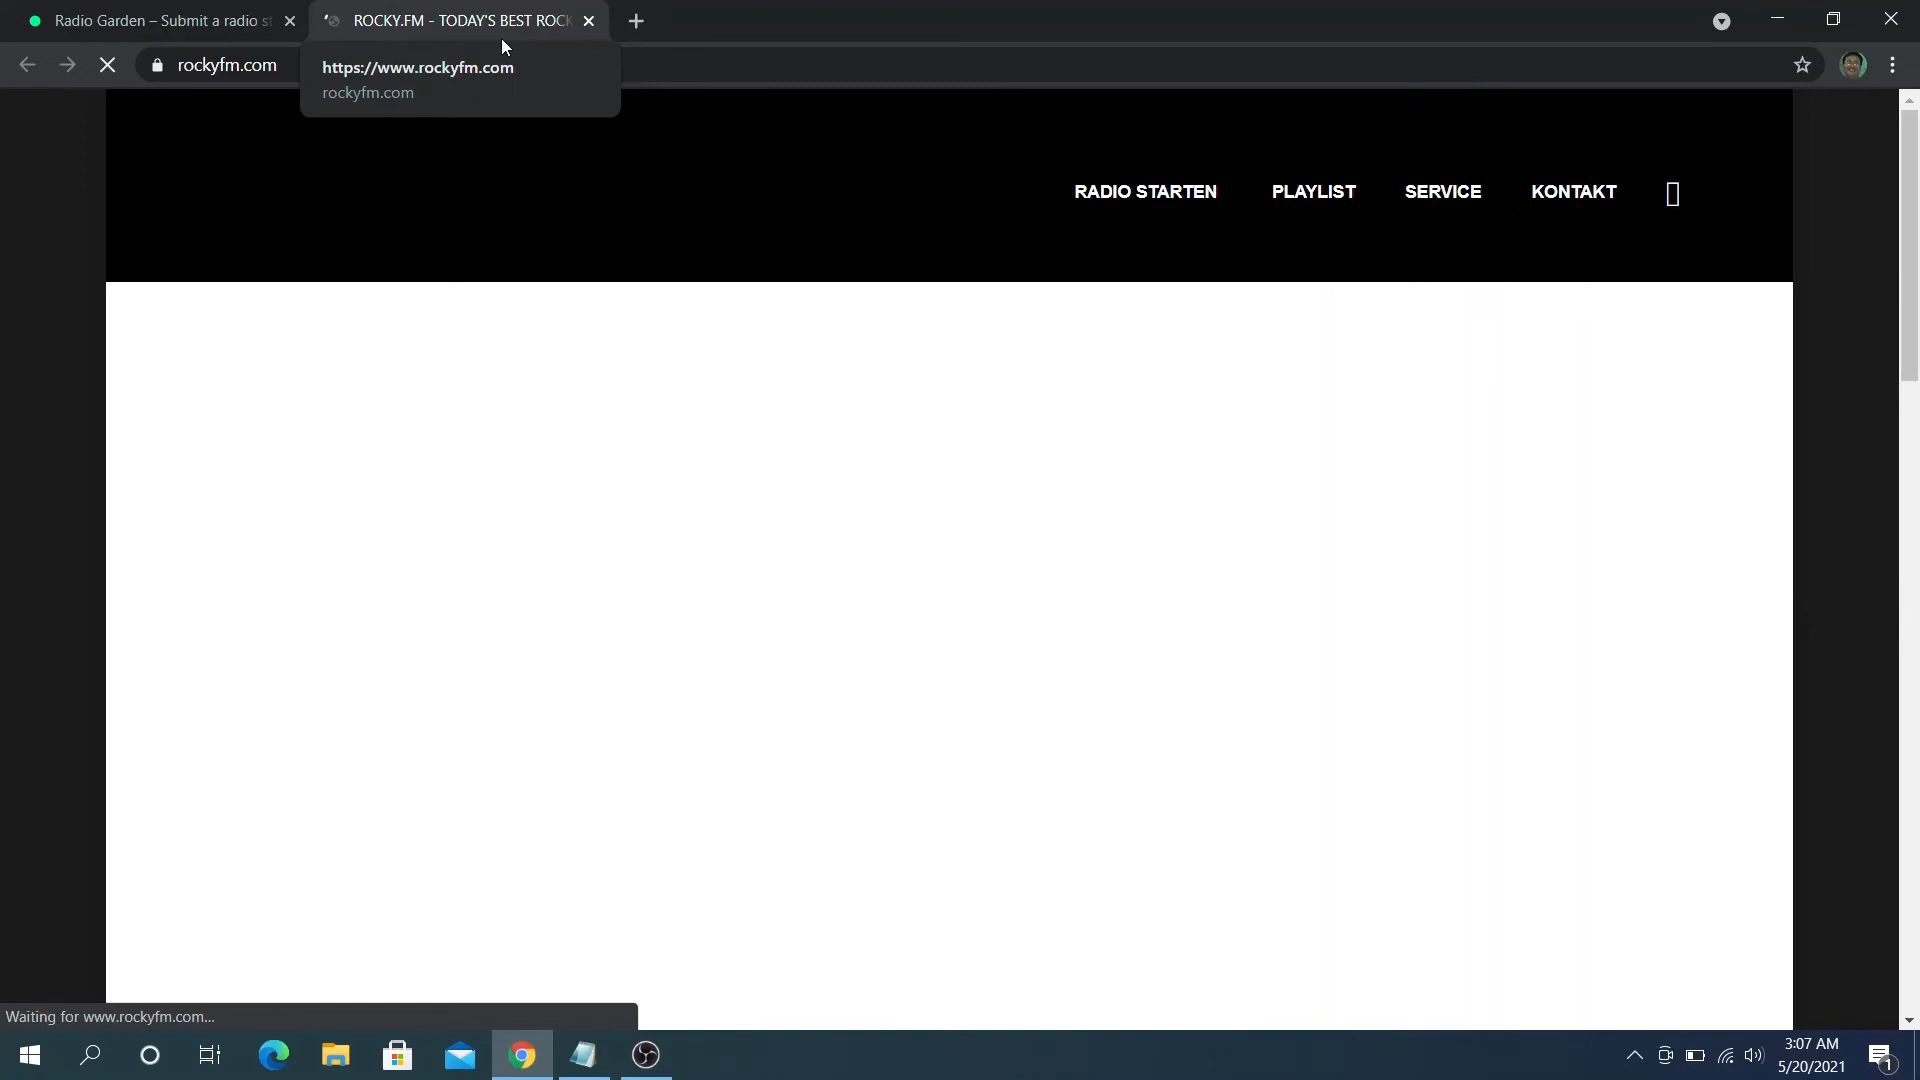 Radio Garden – Submit a radio st
ROCKY.FM - TODAY'S BEST ROCK
rockyfm.com
https://www.rockyfm.com
rockyfm.com
RADIO STARTEN
PLAYLIST
SERVICE
KONTAKT
Waiting for www.rockyfm.com...
3:07 AM
5/20/2021
1